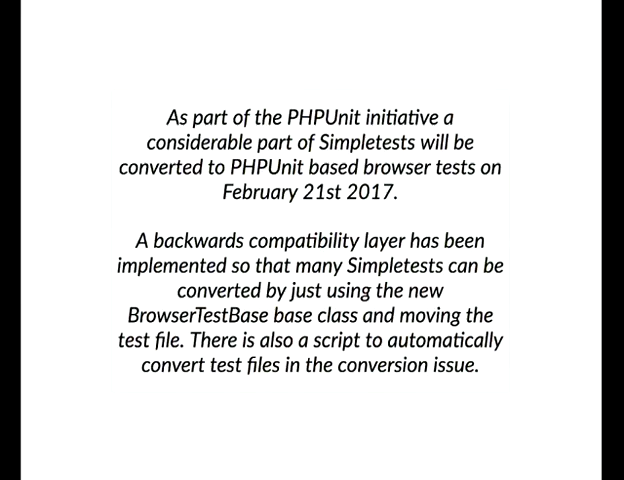 As part of the PHPUnit initiative a
considerable part of Simpletests will be
converted to PHPUnit based browser tests on
February 21st 2017.
A backwards compatibility layer has been
implemented so that many Simpletests can be
converted by just using the new
BrowserTestBase base class and moving the
test file. There is also a script to automatically
convert test files in the conversion issue.